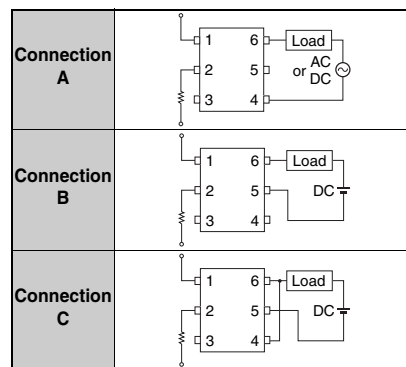 Connection
A
1 6 Load
2 5 or AC
DC
3 4
Connection
B
1 6 Load
2 5 DC
3 4
Connection
C
1 6 Load
2 5 DC
3 4